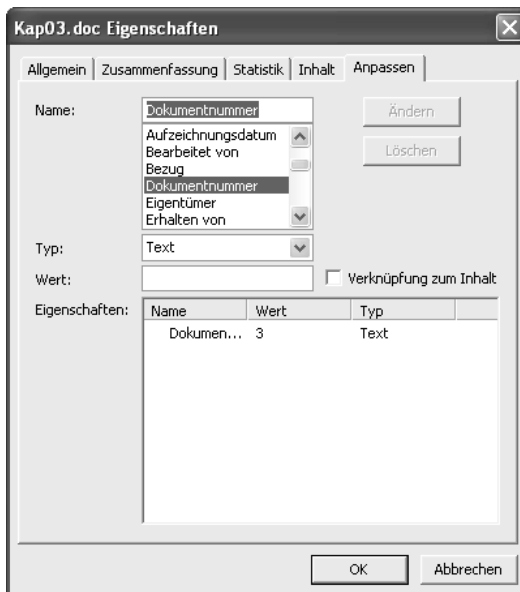 Kap03.doc Eigenschaften
Allgemein Zusammenfassung Statistik Inhalt Anpassen
Name: Dokumentnummer Ändern
Aufzeichnungsdatum
Bearbeitet von Löschen
Bezug
Dokumentnummer
Eigentümer
Erhalten von
Typ: Text
Wert: Verknüpfung zum Inhalt
Eigenschaften: Name Wert Typ
Dokumen... 3 Text
OK Abbrechen